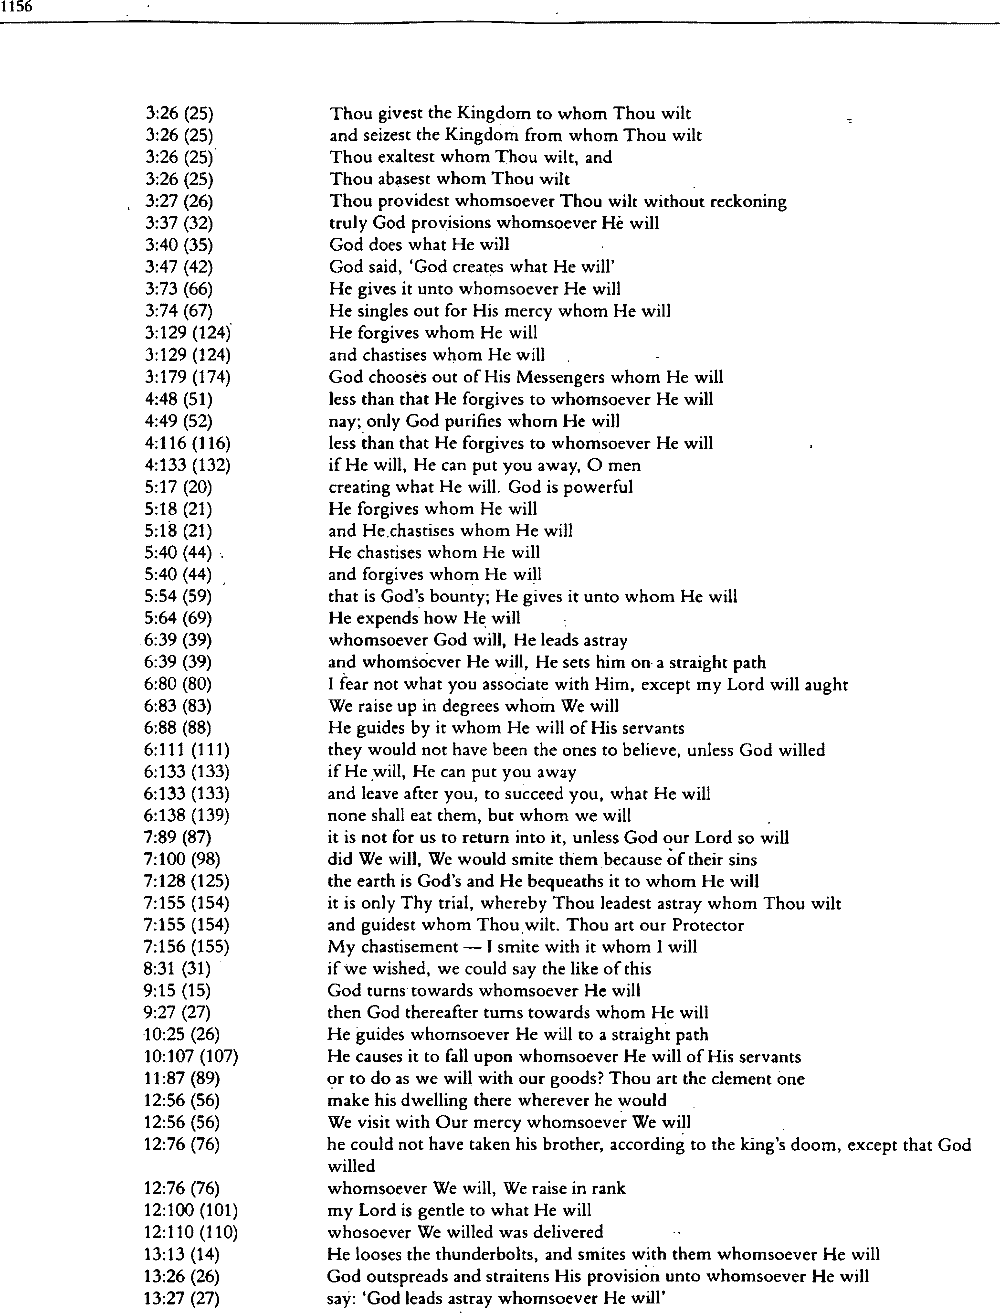 1156
3:26 (25) Thou givest the Kingdom to whom Thou wilt
3:26 (25) and seizest the Kingdom from whom Thou wilt
3:26 (25) Thou exaltest whom Thou wilt, and
3:26 (25) Thou abasest whom Thou wilt
3:27 (26) Thou providest whomsoever Thou wilt without reckoning
3:37 (32) truly God provisions whomsoever He will
3:40 (35) God does what He will
3:47 (42) God said, ‘God creates what He will’
3:73 (66) He gives it unto whomsoever He will
3:74 (67) He singles out for His mercy whom He will
3:129 (124) He forgives whom He will
3:129 (124) and chastises whom He will
3:179 (174) God chooses out of His Messengers whom He will
4:48 (51) less than that He forgives to whomsoever He will
4:49 (52) nay; only God purifies whom He will
4:116 (116) less than that He forgives to whomsoever He will
4:133 (132) if He will, He can put you away, O men
5:17 (20) creating what He will. God is powerful
5:18 (21) He forgives whom He will
5:18 (21) and He chastises whom He will
5:40 (44) He chastises whom He will
5:40 (44) and forgives whom He will
5:54 (59) that is God's bounty; He gives it unto whom He will
5:64 (69) He expends how He will
6:39 (39) whomsoever God will, He leads astray
6:39 (39) and whomsoever He will, He sets him on a straight path
6:80 (80) I fear not what you associate with Him, except my Lord will aught
6:83 (83) We raise up in degrees whom We will
6:88 (88) He guides by it whom He will of His servants
6:111 (111) they would not have been the ones to believe, unless God willed
6:133 (133) if He will, He can put you away
6:133 (133) and leave after you, to succeed you, what He will
6:138 (139) none shall eat them, but whom we will
7:89 (87) it is not for us to return into it, unless God our Lord so will
7:100 (98) did We will, We would smite them because of their sins
7:128 (125) the earth is God's and He bequeaths it to whom He will
7:155 (154) it is only Thy trial, whereby Thou leadest astray whom Thou wilt
7:155 (154) and guidest whom Thou wilt. Thou art our Protector
7:156 (155) My chastisement — I smite with it whom I will
8:31 (31) if we wished, we could say the like of this
9:15 (15) God turns towards whomsoever He will
9:27 (27) then God thereafter turns towards whom He will
10:25 (26) He guides whomsoever He will to a straight path
10:107 (107) He causes it to fall upon whomsoever He will of His servants
11:87 (89) or to do as we will with our goods? Thou art the clement one
12:56 (56) make his dwelling there wherever he would
12:56 (56) We visit with Our mercy whomsoever We will
12:76 (76) he could not have taken his brother, according to the king's doom, except that God
willed
12:76 (76) whomsoever We will, We raise in rank
12:100 (101) my Lord is gentle to what He will
12:110 (110) whosoever We willed was delivered
13:13 (14) He looses the thunderbolts, and smites with them whomsoever He will
13:26 (26) God outspreads and straitens His provision unto whomsoever He will
13:27 (27) say: ‘God leads astray whomsoever He will’